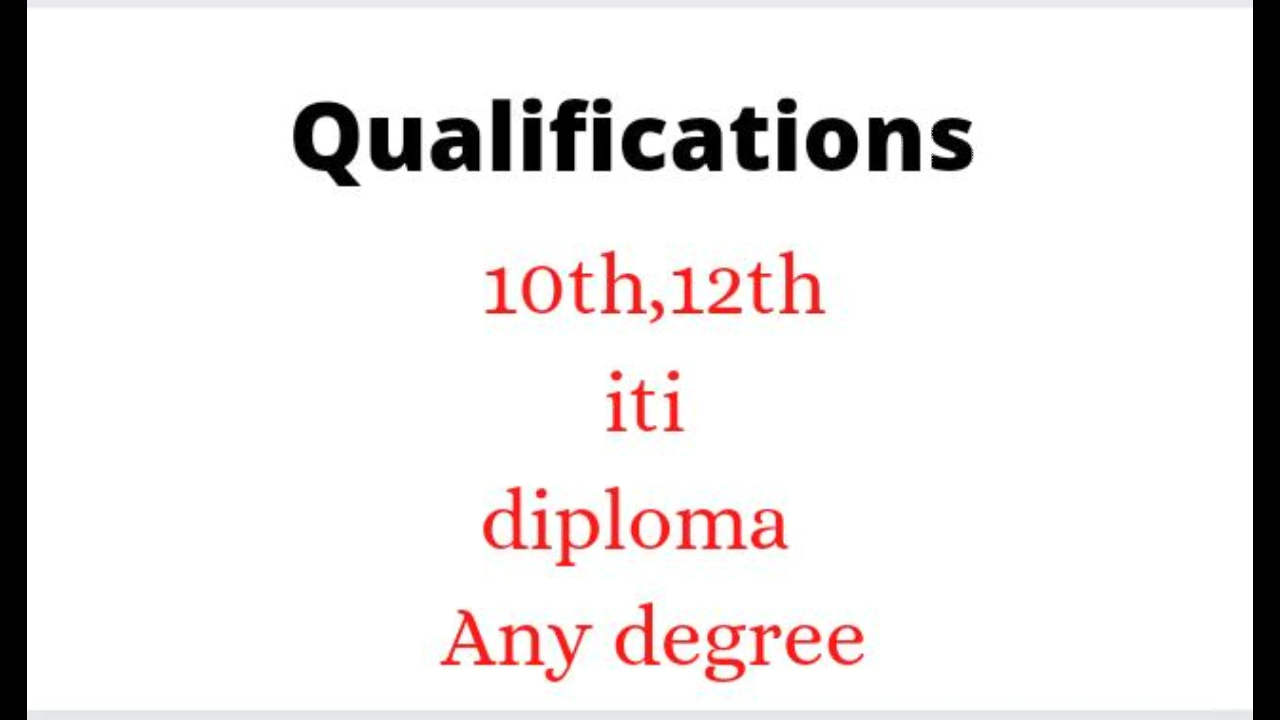 Qualifications
10th,12th
iti
diploma
Any degree